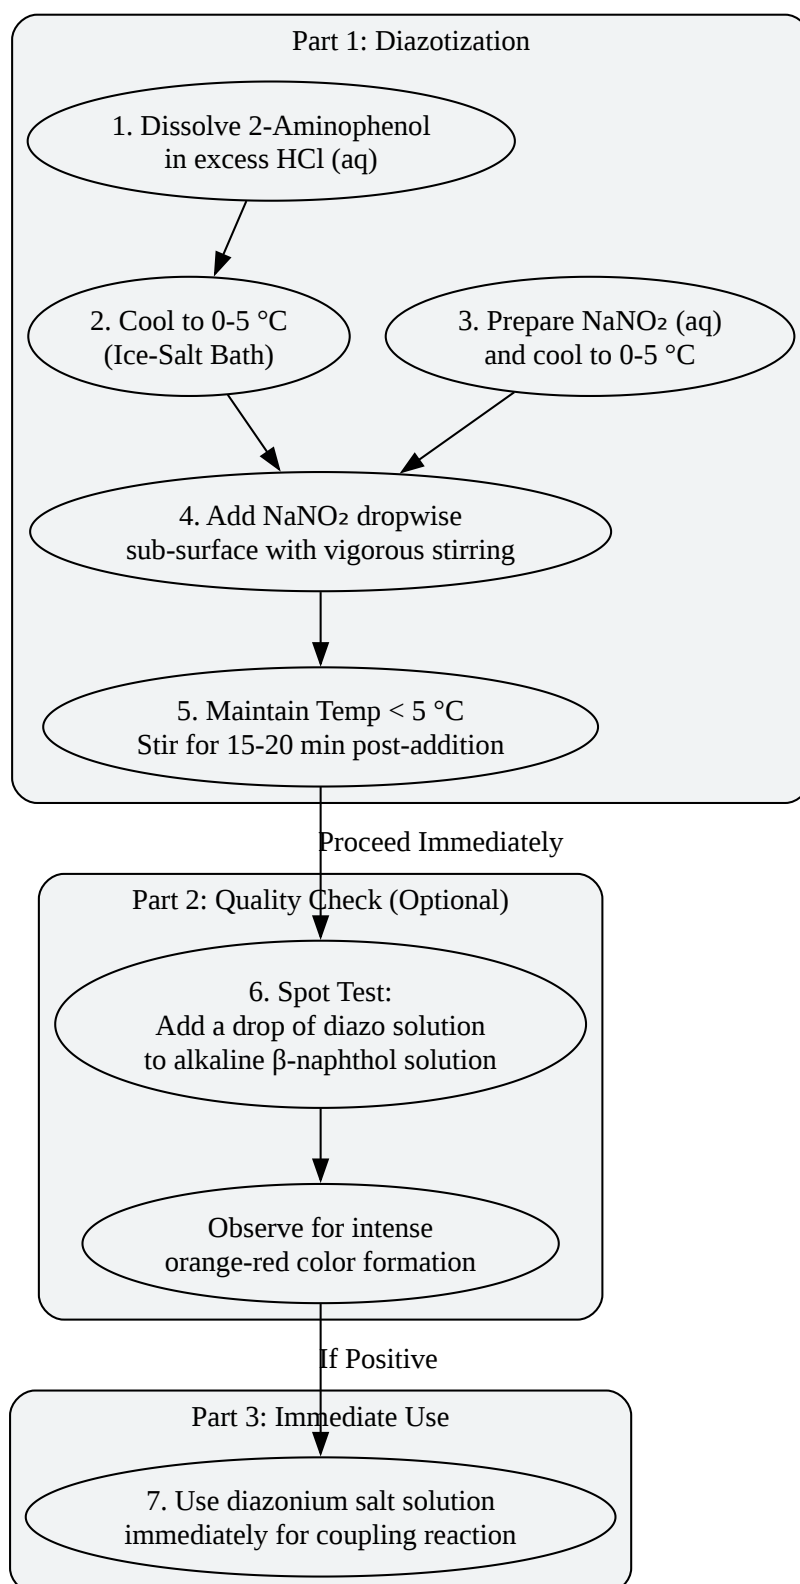 Part 1: Diazotization
1. Dissolve 2-Aminophenol
in excess HCl (aq)
2. Cool to 0-5 °C
(Ice-Salt Bath)
3. Prepare NaNO₂ (aq)
and cool to 0-5 °C
4. Add NaNO₂ dropwise
sub-surface with vigorous stirring
5. Maintain Temp < 5 °C
Stir for 15-20 min post-addition
Proceed Immediately
Part 2: Quality Check (Optional)
6. Spot Test:
Add a drop of diazo solution
to alkaline β-naphthol solution
Observe for intense
orange-red color formation
If Positive
Part 3: Immediate Use
7. Use diazonium salt solution
immediately for coupling reaction